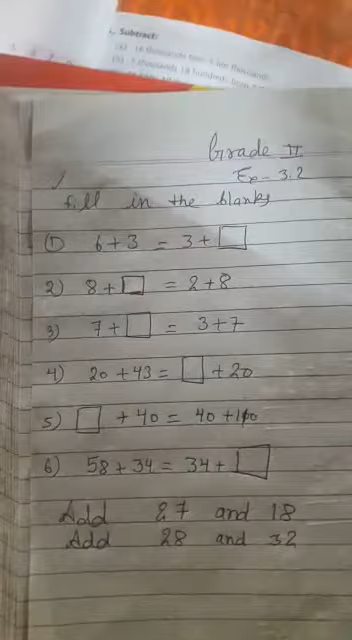 Subtract:
Grade II
Ex- 3.2
fill in the blanks
① 6+3 = 3+□
2) 8+□ = 2+8
3) 7+□ = 3+7
4) 20+43 = □+20
5) □ +40 = 40+100
6) 58+34 = 34+□
Add 27 and 18
Add 28 and 32